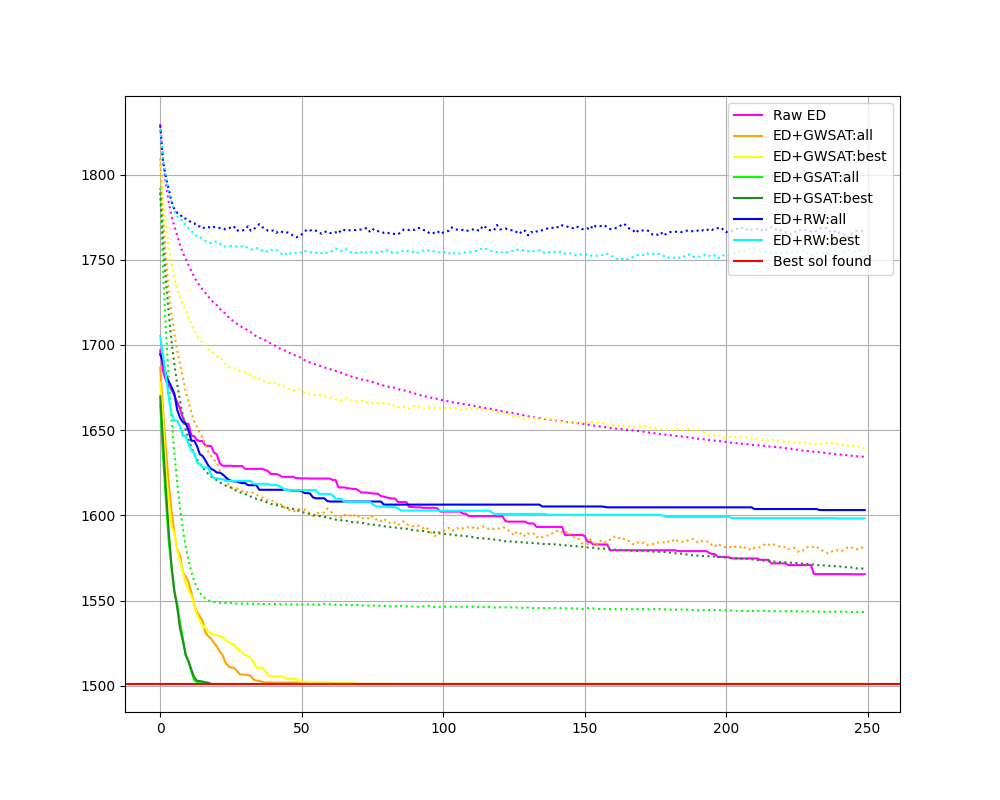 Raw ED
ED+GWSAT:all
ED+GWSAT:best
ED+GSAT:all
ED+GSAT:best
ED+RW:all
ED+RW:best
Best sol found
1800
1750
1700
1650
1600
1550
1500
0 50 100 150 200 250